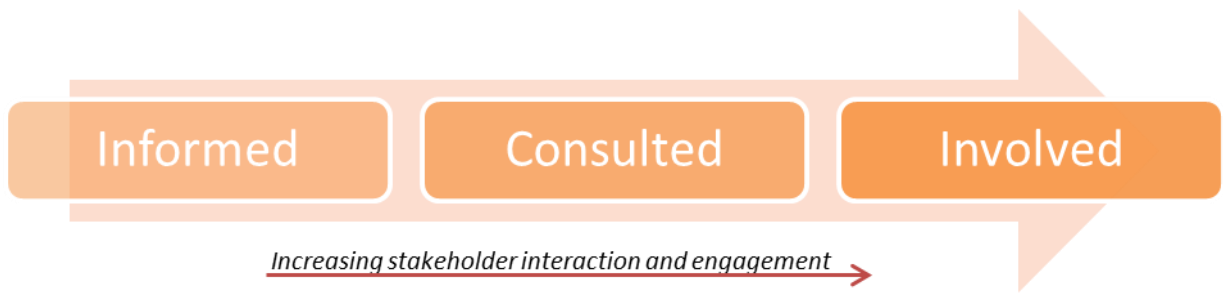 Informed Consulted Involved
Increasing stakeholder interaction and engagement